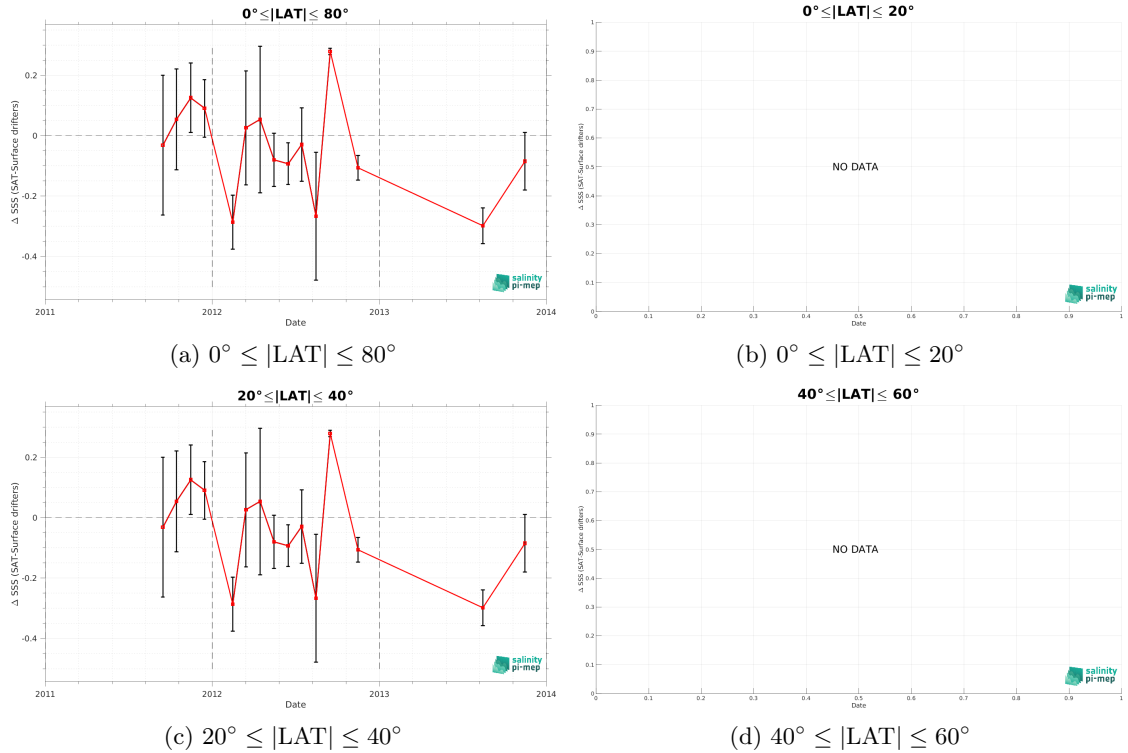 0°≤|LAT|≤ 80°
Δ SSS (SAT-Surface drifters)
0.2
0
-0.2
-0.4
2011
2012
2013
2014
Date
salinity
pi-mep
(a) 0° ≤ |LAT| ≤ 80°
0°≤|LAT|≤ 20°
Δ SSS (SAT-Surface drifters)
1
0.9
0.8
0.7
0.6
0.5
0.4
0.3
0.2
0.1
0
NO DATA
0
0.1
0.2
0.3
0.4
0.5
0.6
0.7
0.8
0.9
1
Date
salinity
pi-mep
(b) 0° ≤ |LAT| ≤ 20°
20°≤|LAT|≤ 40°
Δ SSS (SAT-Surface drifters)
0.2
0
-0.2
-0.4
2011
2012
2013
2014
Date
salinity
pi-mep
(c) 20° ≤ |LAT| ≤ 40°
40°≤|LAT|≤ 60°
Δ SSS (SAT-Surface drifters)
1
0.9
0.8
0.7
0.6
0.5
0.4
0.3
0.2
0.1
0
NO DATA
0
0.1
0.2
0.3
0.4
0.5
0.6
0.7
0.8
0.9
1
Date
salinity
pi-mep
(d) 40° ≤ |LAT| ≤ 60°